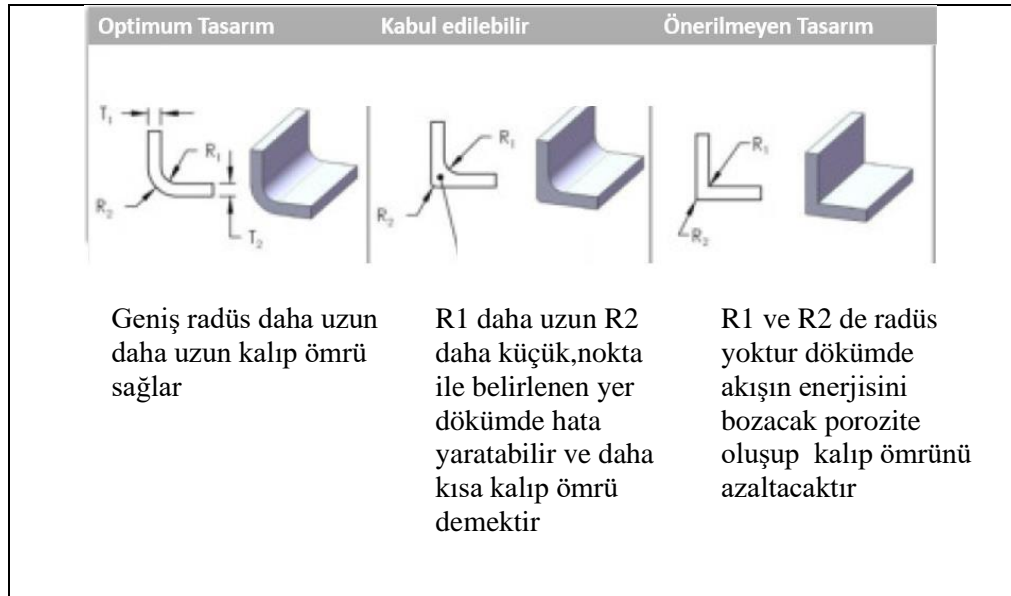 Optimum Tasarım Kabul edilebilir Önerilmeyen Tasarım
T₁
R₁
R₂
T₂
R₁
R₂
R₁
R₂
Geniş radüs daha uzun
daha uzun kalıp ömrü
sağlar
R1 daha uzun R2
daha küçük,nokta
ile belirlenen yer
dökümde hata
yaratabilir ve daha
kısa kalıp ömrü
demektir
R1 ve R2 de radüs
yoktur dökümde
akışın enerjisini
bozacak porozite
oluşup kalıp ömrünü
azaltacaktır